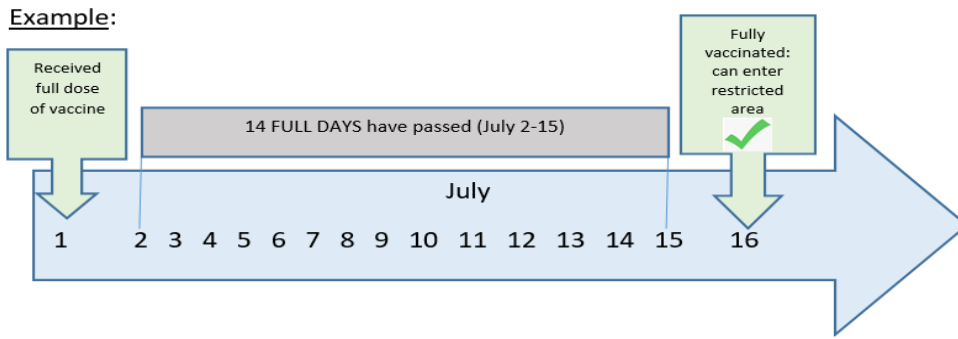 Example:
Received
full dose
of vaccine
14 FULL DAYS have passed (July 2-15)
Fully
vaccinated:
can enter
restricted
area
July
1 2 3 4 5 6 7 8 9 10 11 12 13 14 15 16